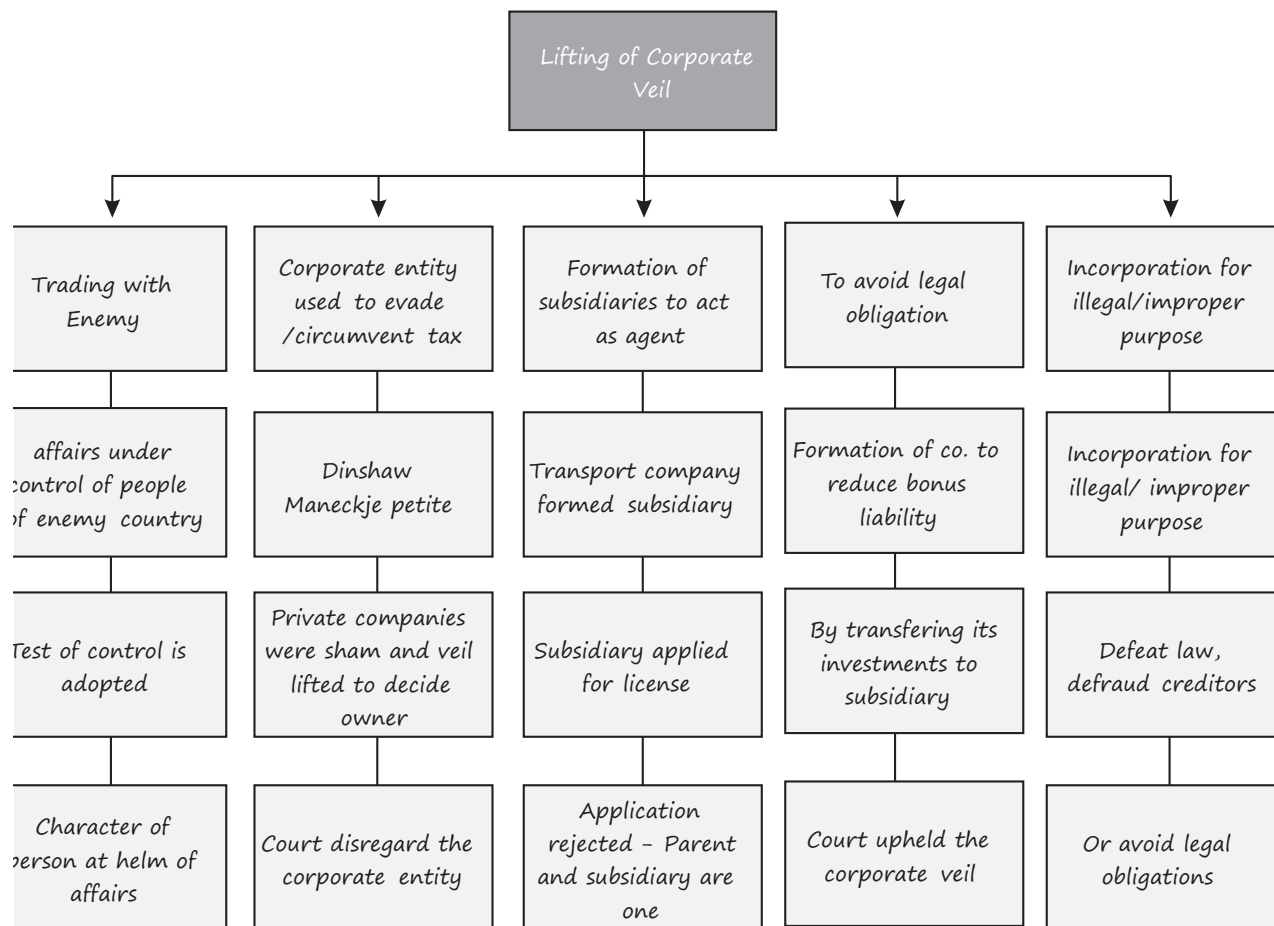 Lifting of Corporate
Veil
Trading with
Enemy
affairs under
control of people
of enemy country
Test of control is
adopted
Character of
person at helm of
affairs
Corporate entity
used to evade
/circumvent tax
Dinshaw
Maneckje petite
Private companies
were sham and veil
lifted to decide
owner
Court disregard the
corporate entity
Formation of
subsidiaries to act
as agent
Transport company
formed subsidiary
Subsidiary applied
for license
Application
rejected - Parent
and subsidiary are
one
To avoid legal
obligation
Formation of co. to
reduce bonus
liability
By transfering its
investments to
subsidiary
Court upheld the
corporate veil
Incorporation for
illegal/improper
purpose
Incorporation for
illegal/ improper
purpose
Defeat law,
defraud creditors
Or avoid legal
obligations